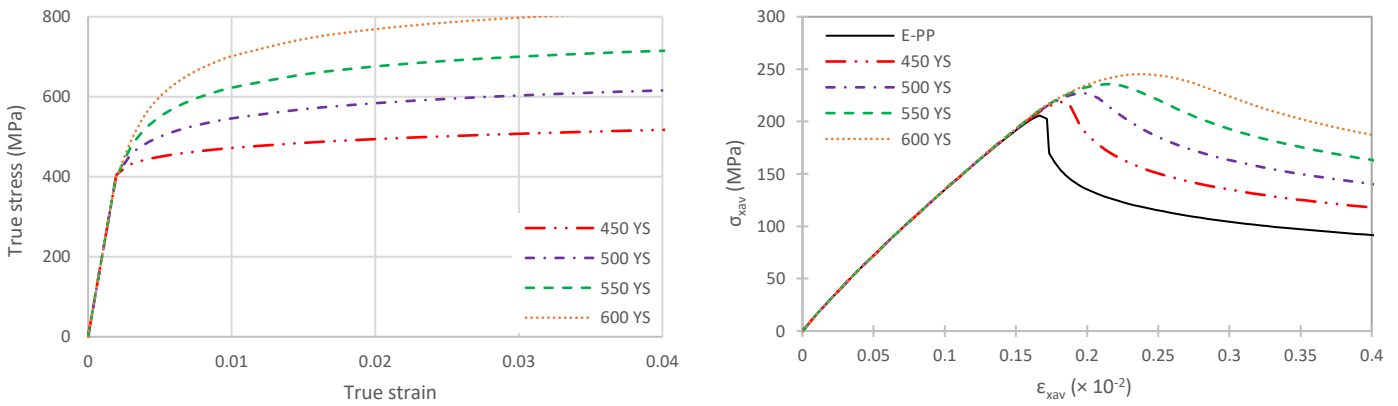 True stress (MPa)
800
600
400
200
0
0
0.01
0.02
0.03
0.04
True strain
450 YS
500 YS
550 YS
600 YS
σxav (MPa)
300
250
200
150
100
50
0
0
0.05
0.1
0.15
0.2
0.25
0.3
0.35
0.4
εxav (× 10-2)
E-PP
450 YS
500 YS
550 YS
600 YS